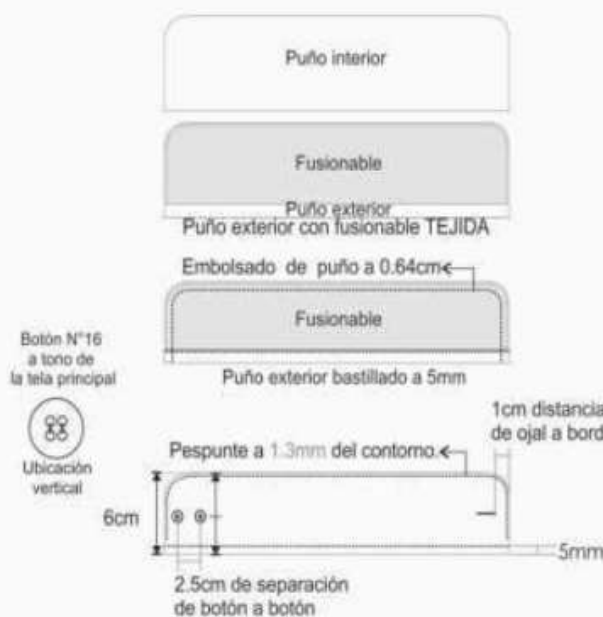 Puño interior
Fusionable
Puño exterior
Puño exterior con fusionable TEJIDA
Embolsado de puño a 0.64cm
Fusionable
Botón N°16
a tono de
la tela principal
Puño exterior bastillado a 5mm
Ubicación
vertical
1cm distancia
de ojal a bord
Pespunte a 1.3mm del contorno.
6cm
5mm
2.5cm de separación
de botón a botón